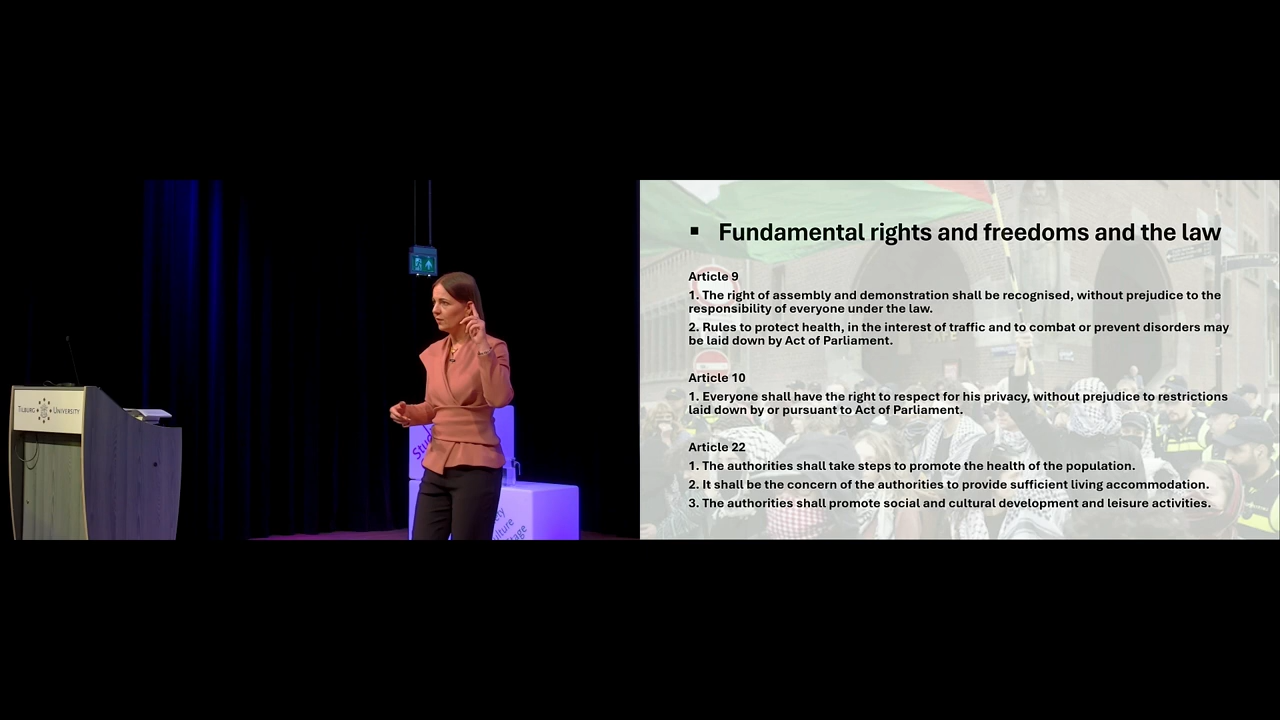 TILBURG UNIVERSITY
Fundamental rights and freedoms and the law
Article 9
1. The right of assembly and demonstration shall be recognised, without prejudice to the
responsibility of everyone under the law.
2. Rules to protect health, in the interest of traffic and to combat or prevent disorders may
be laid down by Act of Parliament.
Article 10
1. Everyone shall have the right to respect for his privacy, without prejudice to restrictions
laid down by or pursuant to Act of Parliament.
Article 22
1. The authorities shall take steps to promote the health of the population.
2. It shall be the concern of the authorities to provide sufficient living accommodation.
3. The authorities shall promote social and cultural development and leisure activities.